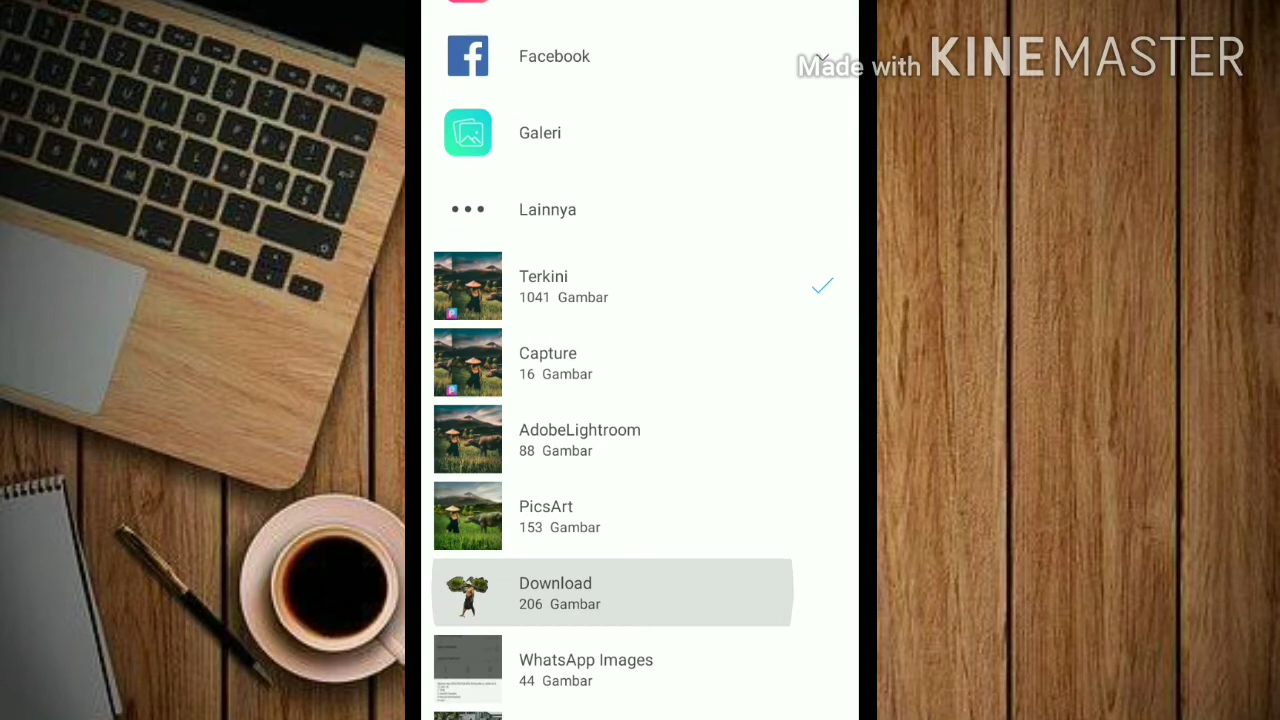 Facebook
Made with KINEMASTER
Galeri
Lainnya
Terkini
1041 Gambar
Capture
16 Gambar
AdobeLightroom
88 Gambar
PicsArt
153 Gambar
Download
206 Gambar
WhatsApp Images
44 Gambar